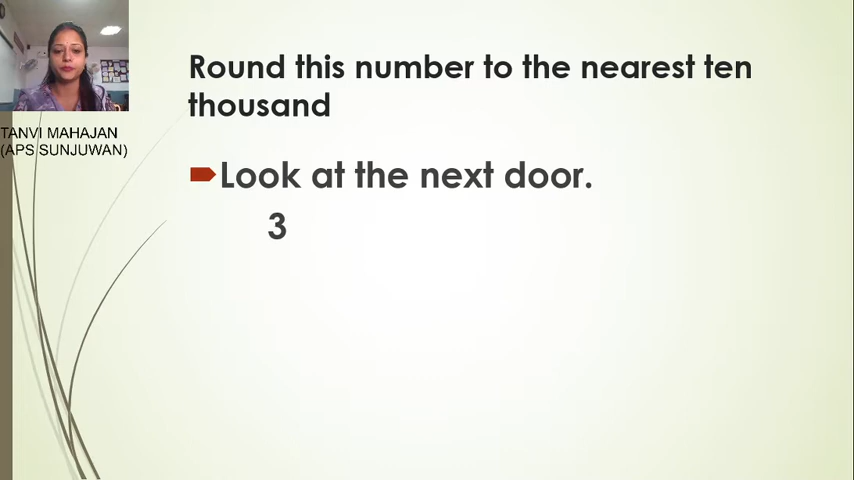 Round this number to the nearest ten
thousand
TANVI MAHAJAN
(APS SUNJUWAN)
Look at the next door.
3